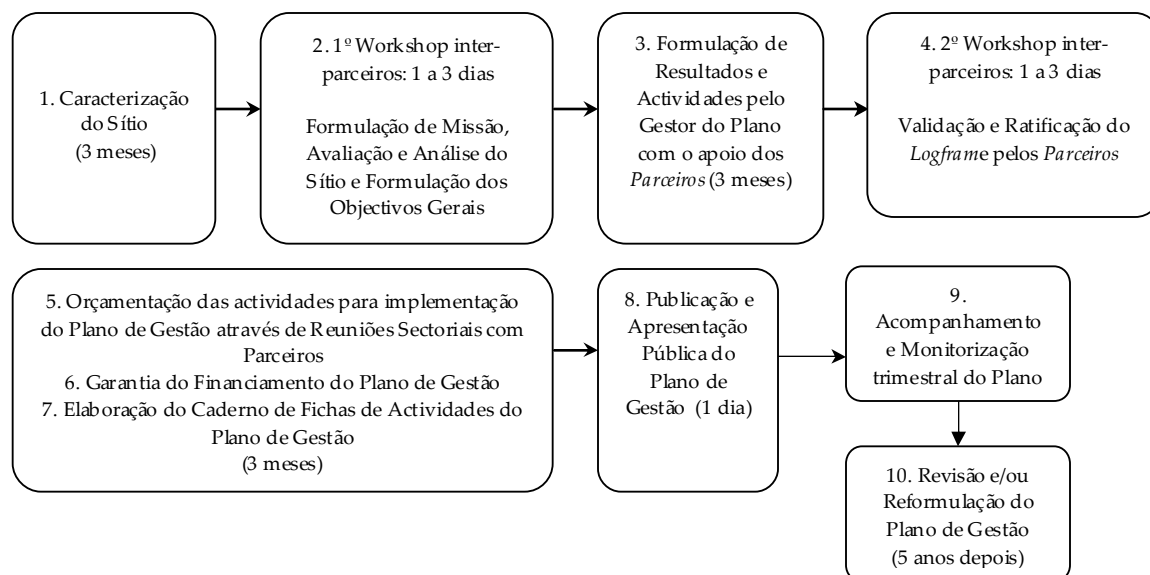 1. Caracterização
do Sítio
(3 meses)
2. 1º Workshop inter-
parceiros: 1 a 3 dias
Formulação de Missão,
Avaliação e Análise do
Sítio e Formulação dos
Objectivos Gerais
3. Formulação de
Resultados e
Actividades pelo
Gestor do Plano
com o apoio dos
Parceiros (3 meses)
4. 2º Workshop inter-
parceiros: 1 a 3 dias
Validação e Ratificação do
Logframe pelos Parceiros
5. Orçamentação das actividades para implementação
do Plano de Gestão através de Reuniões Sectoriais com
Parceiros
6. Garantia do Financiamento do Plano de Gestão
7. Elaboração do Caderno de Fichas de Actividades do
Plano de Gestão
(3 meses)
8. Publicação e
Apresentação
Pública do
Plano de
Gestão (1 dia)
9.
Acompanhamento
e Monitorização
trimestral do Plano
10. Revisão e/ou
Reformulação do
Plano de Gestão
(5 anos depois)